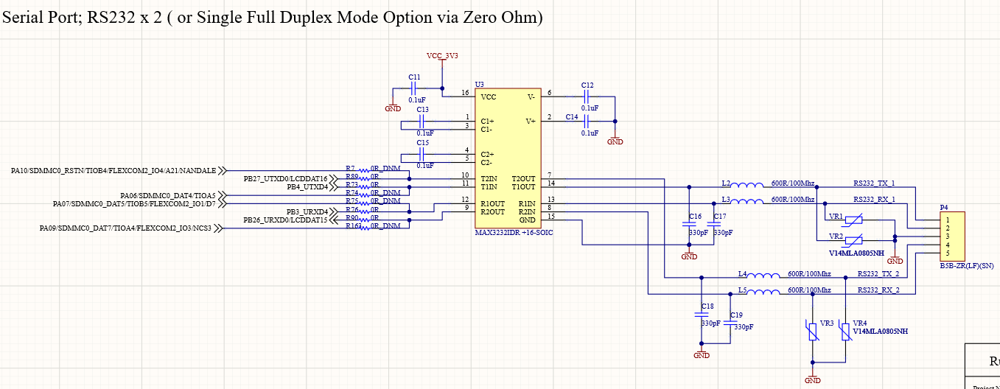 Serial Port; RS232 x 2 ( or Single Full Duplex Mode Option via Zero Ohm)
VCC_3V3
C11
0.1uF
GND
U3
C12
0.1uF
16 VCC V- 6
C13
0.1uF
1 C1+ V+ 2
3 C1-
C14
0.1uF
GND
C15
0.1uF
4 C2+
5 C2-
PA10/SDMMC0_RSTN/TIOB4/FLEXCOM2_IO4/A21/NANDALE R7 0R_DNM
PB27_UTXD0/LCDDAT16 R89 0R 10 T2IN T2OUT 7
PB4_UTXD4 R73 0R 11 T1IN T1OUT 14
PA06/SDMMC0_DAT4/TIOA5 R74 0R_DNM
PA07/SDMMC0_DAT5/TIOB5/FLEXCOM2_IO1/D7 R75 0R_DNM 12 R1OUT R1IN 13
PB3_URXD4 R76 0R 9 R2OUT R2IN 8
PB26_URXD0/LCDDAT15 R90 0R GND 15
PA09/SDMMC0_DAT7/TIOA4/FLEXCOM2_IO3/NCS3 R163 0R_DNM
MAX3232IDR +16-SOIC
L2 600R/100Mhz RS232_TX_1
L3 600R/100Mhz RS232_RX_1
C16
330pF
C17
330pF
GND
VR1
VR2
V14MLA0805NH
GND
P4
1
2
3
4
5
B5B-ZR(LF)(SN)
L4 600R/100Mhz RS232_TX_2
L5 600R/100Mhz RS232_RX_2
C18
330pF
C19
330pF
GND
VR3
VR4
V14MLA0805NH
GND